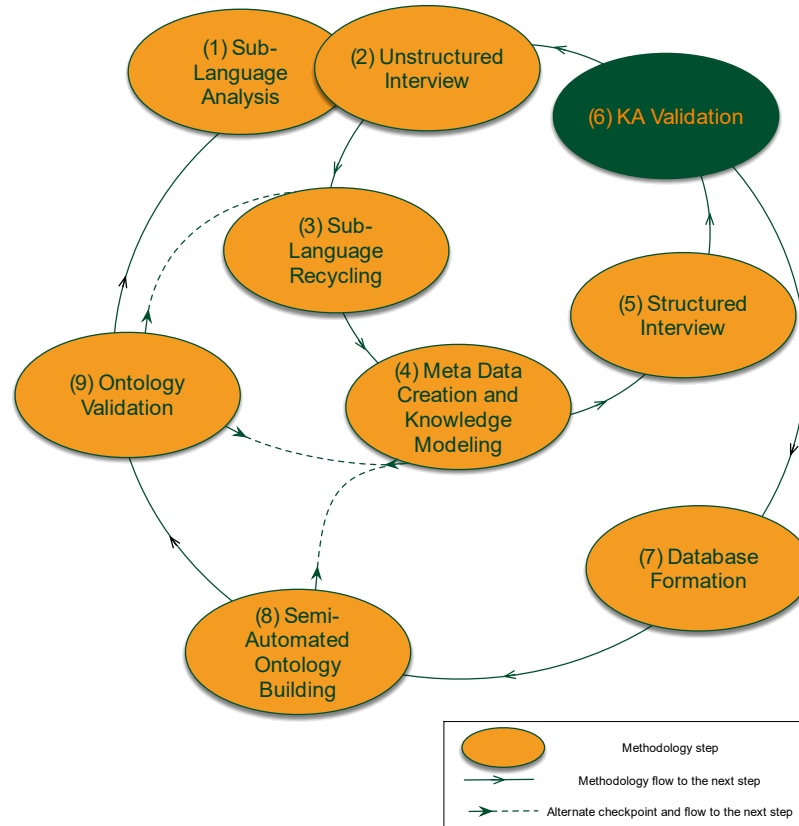 (1) Sub-
Language
Analysis
(2) Unstructured
Interview
(6) KA Validation
(3) Sub-
Language
Recycling
(5) Structured
Interview
(9) Ontology
Validation
(4) Meta Data
Creation and
Knowledge
Modeling
(7) Database
Formation
(8) Semi-
Automated
Ontology
Building
Methodology step
Methodology flow to the next step
Alternate checkpoint and flow to the next step